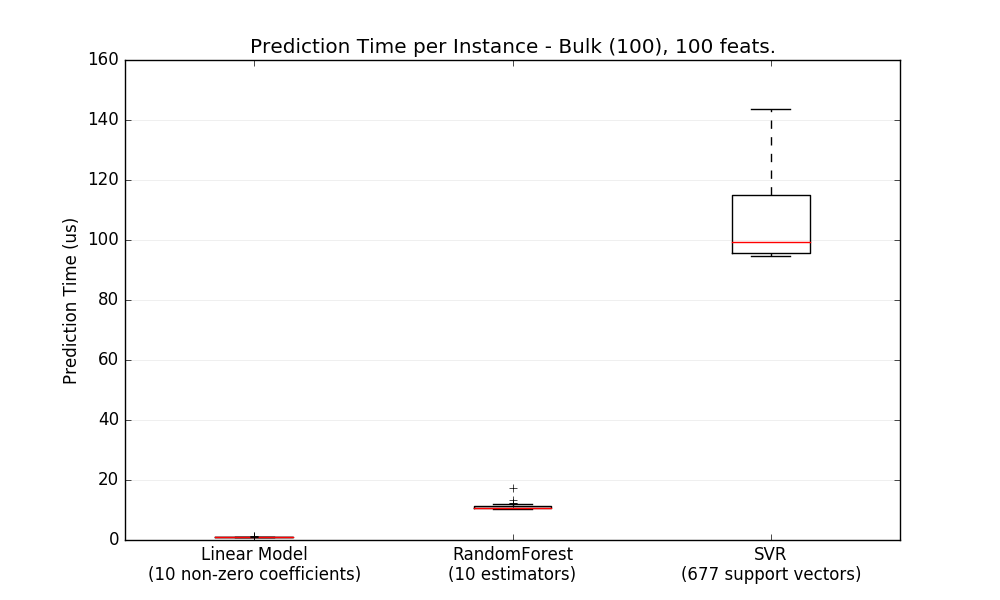 Prediction Time per Instance - Bulk (100), 100 feats.
160
140
120
100
80
60
40
20
0
Prediction Time (us)
Linear Model
(10 non-zero coefficients)
RandomForest
(10 estimators)
SVR
(677 support vectors)